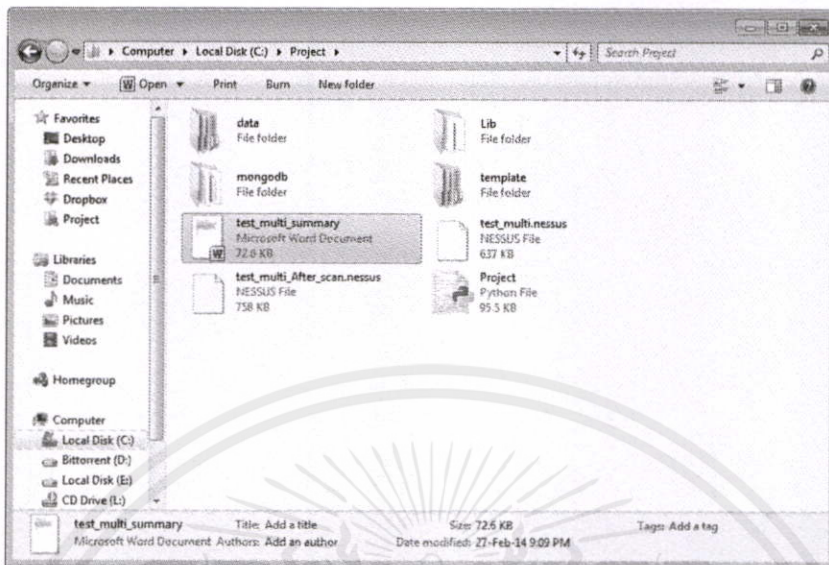 Computer ▸ Local Disk (C:) ▸ Project ▸
Search Project
Organize
Open
Print
Burn
New folder
Favorites
Desktop
Downloads
Recent Places
Dropbox
Project
Libraries
Documents
Music
Pictures
Videos
Homegroup
Computer
Local Disk (C:)
Bittorrent (D:)
Local Disk (E:)
CD Drive (L:)
data
File folder
Lib
File folder
mongodb
File folder
template
File folder
test_multi_summary
Microsoft Word Document
72.6 KB
test_multi.nessus
NESSUS File
637 KB
test_multi_After_scan.nessus
NESSUS File
758 KB
Project
Python File
95.5 KB
test_multi_summary Title: Add a title Size: 72.6 KB Tags: Add a tag
Microsoft Word Document Authors: Add an author Date modified: 27-Feb-14 9:09 PM